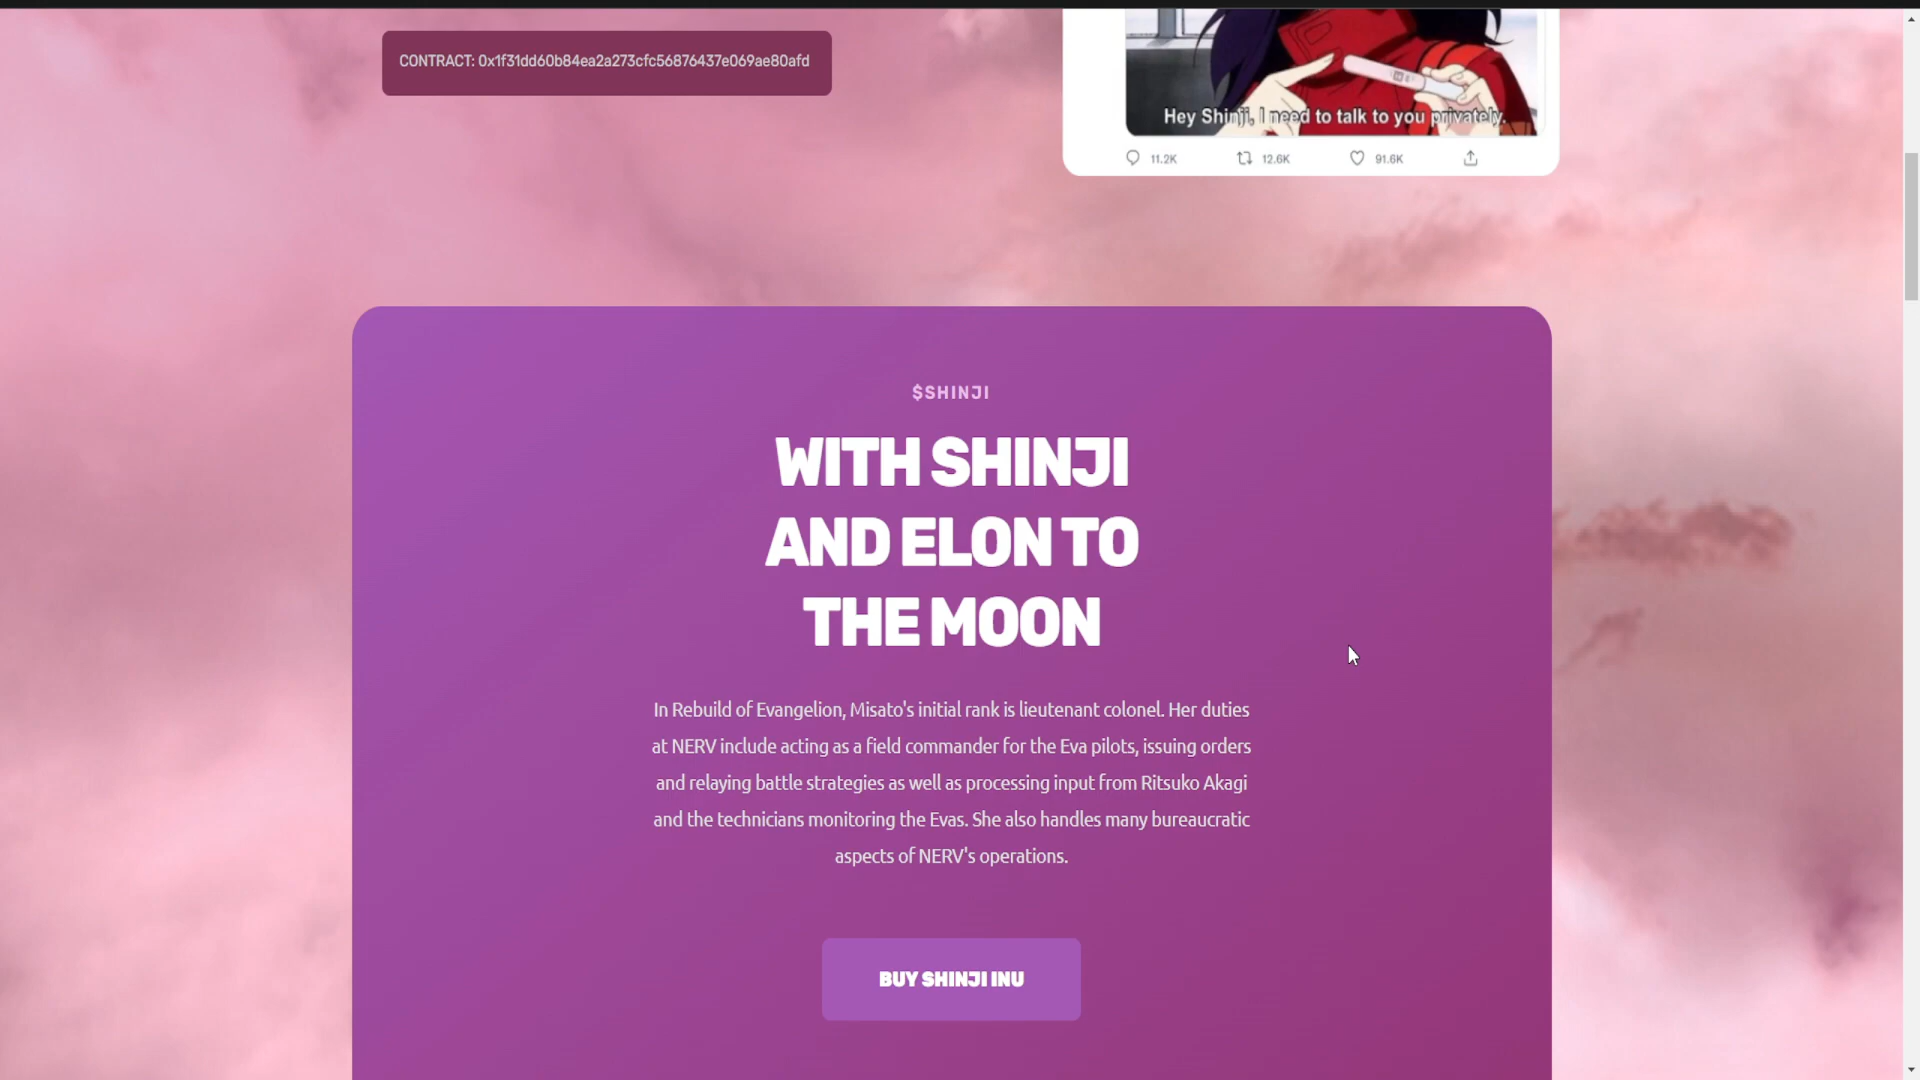 CONTRACT: 0x1f31dd60b84ea2a273cfc56876437e069ae80afd
Hey Shinji, I need to talk to you privately.
11.2K 12.6K 91.6K
$SHINJI
WITH SHINJI
AND ELON TO
THE MOON
In Rebuild of Evangelion, Misato's initial rank is lieutenant colonel. Her duties
at NERV include acting as a field commander for the Eva pilots, issuing orders
and relaying battle strategies as well as processing input from Ritsuko Akagi
and the technicians monitoring the Evas. She also handles many bureaucratic
aspects of NERV's operations.
BUY SHINJI INU